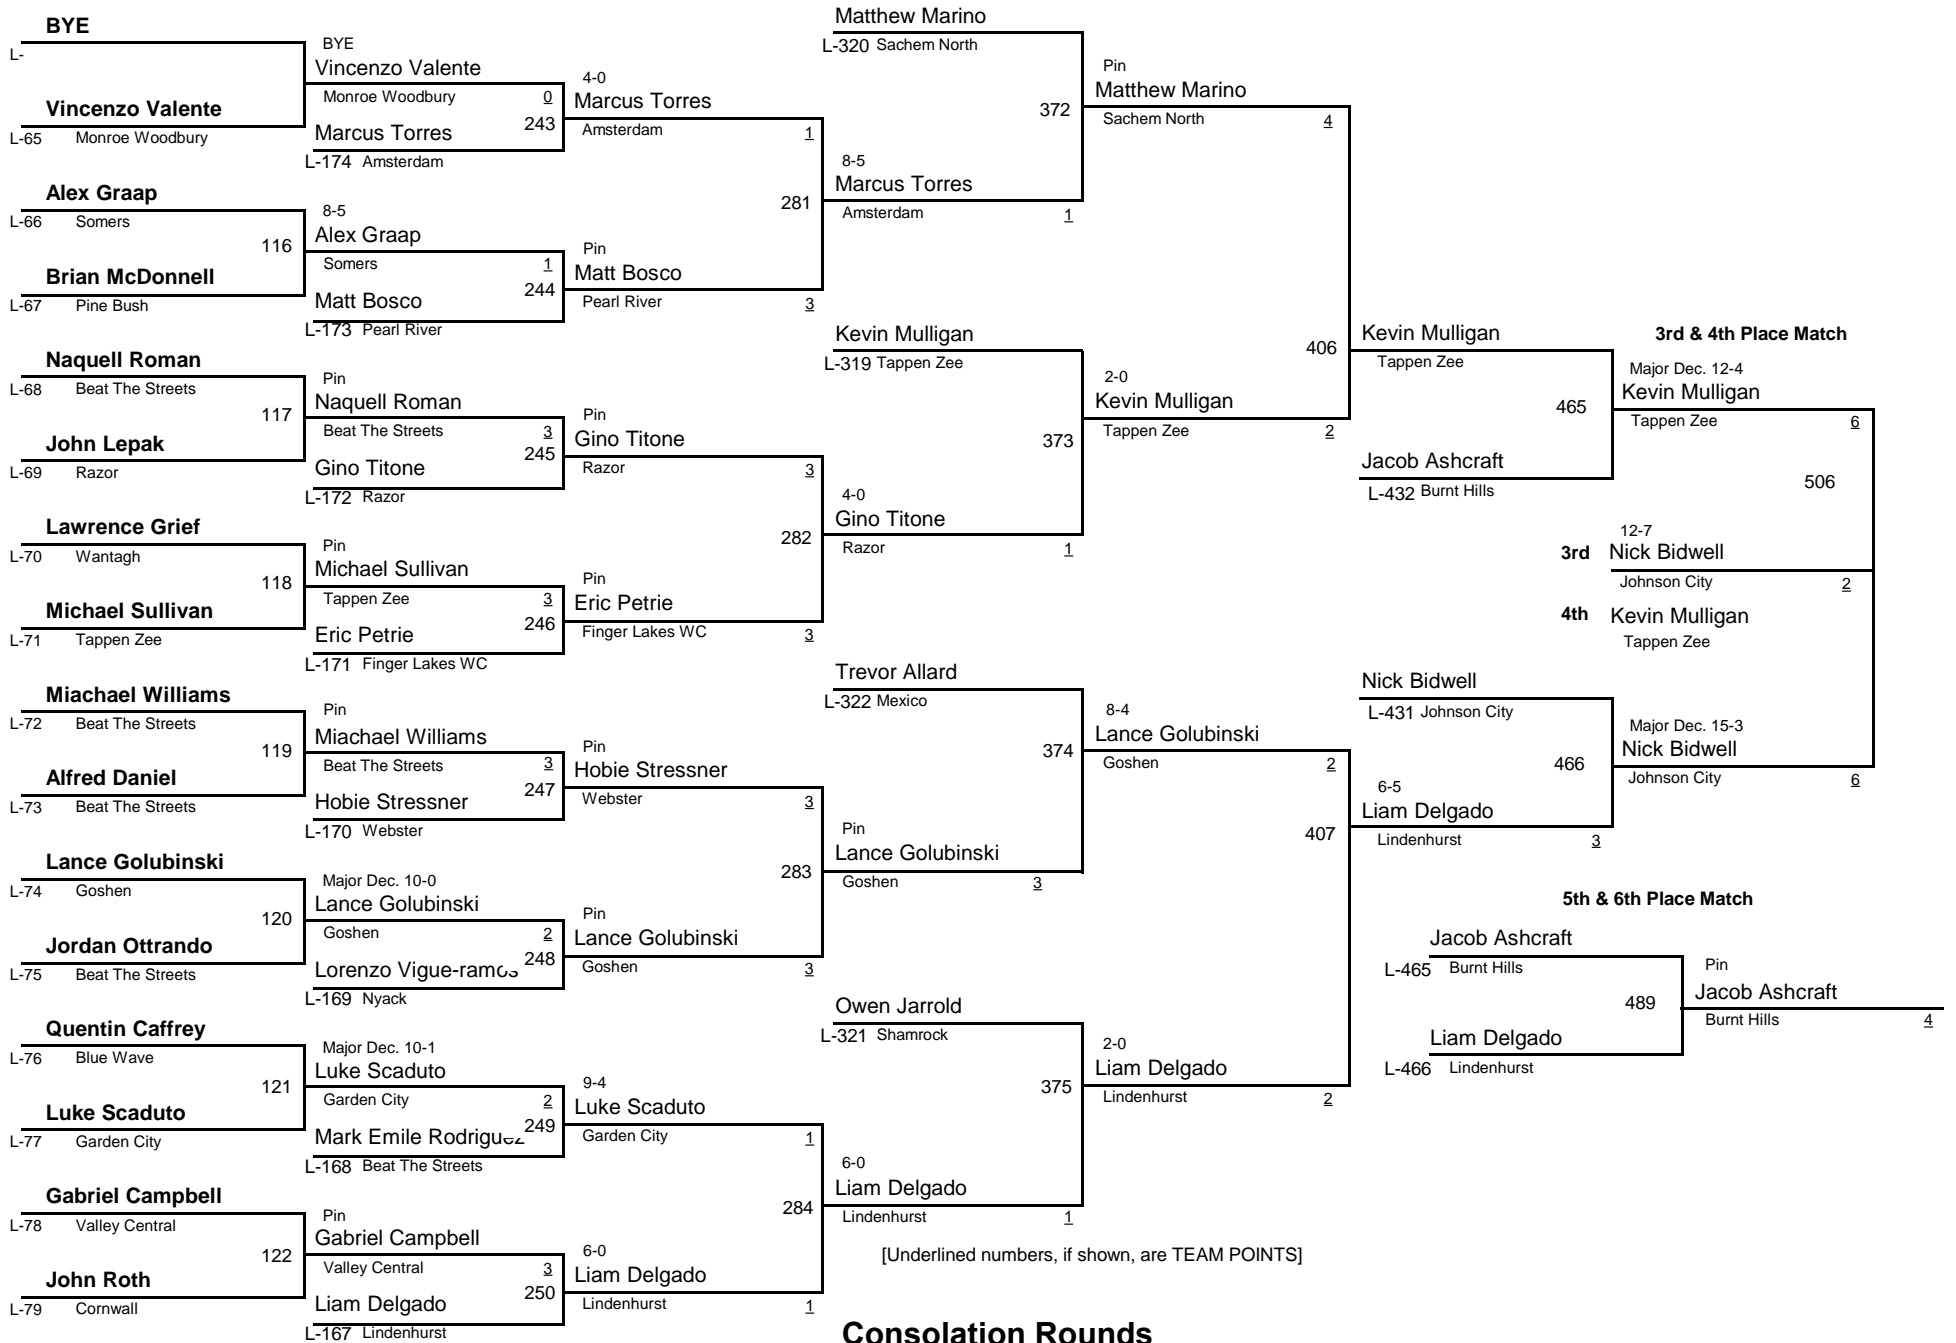 BYE
L-
Vincenzo Valente
L-65 Monroe Woodbury
Alex Graap
L-66 Somers
116
Brian McDonnell
L-67 Pine Bush
Naquell Roman
L-68 Beat The Streets
117
John Lepak
L-69 Razor
Lawrence Grief
L-70 Wantagh
118
Michael Sullivan
L-71 Tappen Zee
Miachael Williams
L-72 Beat The Streets
119
Alfred Daniel
L-73 Beat The Streets
Lance Golubinski
L-74 Goshen
120
Jordan Ottrando
L-75 Beat The Streets
Quentin Caffrey
L-76 Blue Wave
121
Luke Scaduto
L-77 Garden City
Gabriel Campbell
L-78 Valley Central
122
John Roth
L-79 Cornwall
BYE
Vincenzo Valente
Monroe Woodbury 0
Marcus Torres 243
L-174 Amsterdam
8-5
Alex Graap
Somers 1
Matt Bosco 244
L-173 Pearl River
Pin
Naquell Roman
Beat The Streets 3
Gino Titone 245
L-172 Razor
Pin
Michael Sullivan
Tappen Zee 3
Eric Petrie 246
L-171 Finger Lakes WC
Pin
Miachael Williams
Beat The Streets 3
Hobie Stressner 247
L-170 Webster
Major Dec. 10-0
Lance Golubinski
Goshen 2
Lorenzo Vigue-ramos 248
L-169 Nyack
Major Dec. 10-1
Luke Scaduto
Garden City 2
Mark Emile Rodriguez 249
L-168 Beat The Streets
Pin
Gabriel Campbell
Valley Central 3
Liam Delgado 250
L-167 Lindenhurst
4-0
Marcus Torres
Amsterdam 1
281
Pin
Matt Bosco
Pearl River 3
Pin
Gino Titone
Razor 3
282
Pin
Eric Petrie
Finger Lakes WC 3
Pin
Hobie Stressner
Webster 3
283
Pin
Lance Golubinski
Goshen 3
9-4
Luke Scaduto
Garden City 1
284
6-0
Liam Delgado
Lindenhurst 1
Matthew Marino
L-320 Sachem North
372
8-5
Marcus Torres
Amsterdam 1
Kevin Mulligan
L-319 Tappen Zee
373
4-0
Gino Titone
Razor 1
Trevor Allard
L-322 Mexico
374
Pin
Lance Golubinski
Goshen 3
Owen Jarrold
L-321 Shamrock
375
6-0
Liam Delgado
Lindenhurst 1
Pin
Matthew Marino
Sachem North 4
406
2-0
Kevin Mulligan
Tappen Zee 2
8-4
Lance Golubinski
Goshen 2
407
2-0
Liam Delgado
Lindenhurst 2
Kevin Mulligan
Tappen Zee
465
Jacob Ashcraft
L-432 Burnt Hills
Nick Bidwell
L-431 Johnson City
466
6-5
Liam Delgado
Lindenhurst 3
3rd & 4th Place Match
Major Dec. 12-4
Kevin Mulligan
Tappen Zee 6
506
12-7
3rd Nick Bidwell
Johnson City 2
4th Kevin Mulligan
Tappen Zee
Major Dec. 15-3
Nick Bidwell
Johnson City 6
5th & 6th Place Match
Jacob Ashcraft
L-465 Burnt Hills
489
Liam Delgado
L-466 Lindenhurst
Pin
Jacob Ashcraft
Burnt Hills 4
[Underlined numbers, if shown, are TEAM POINTS]
Consolation Rounds